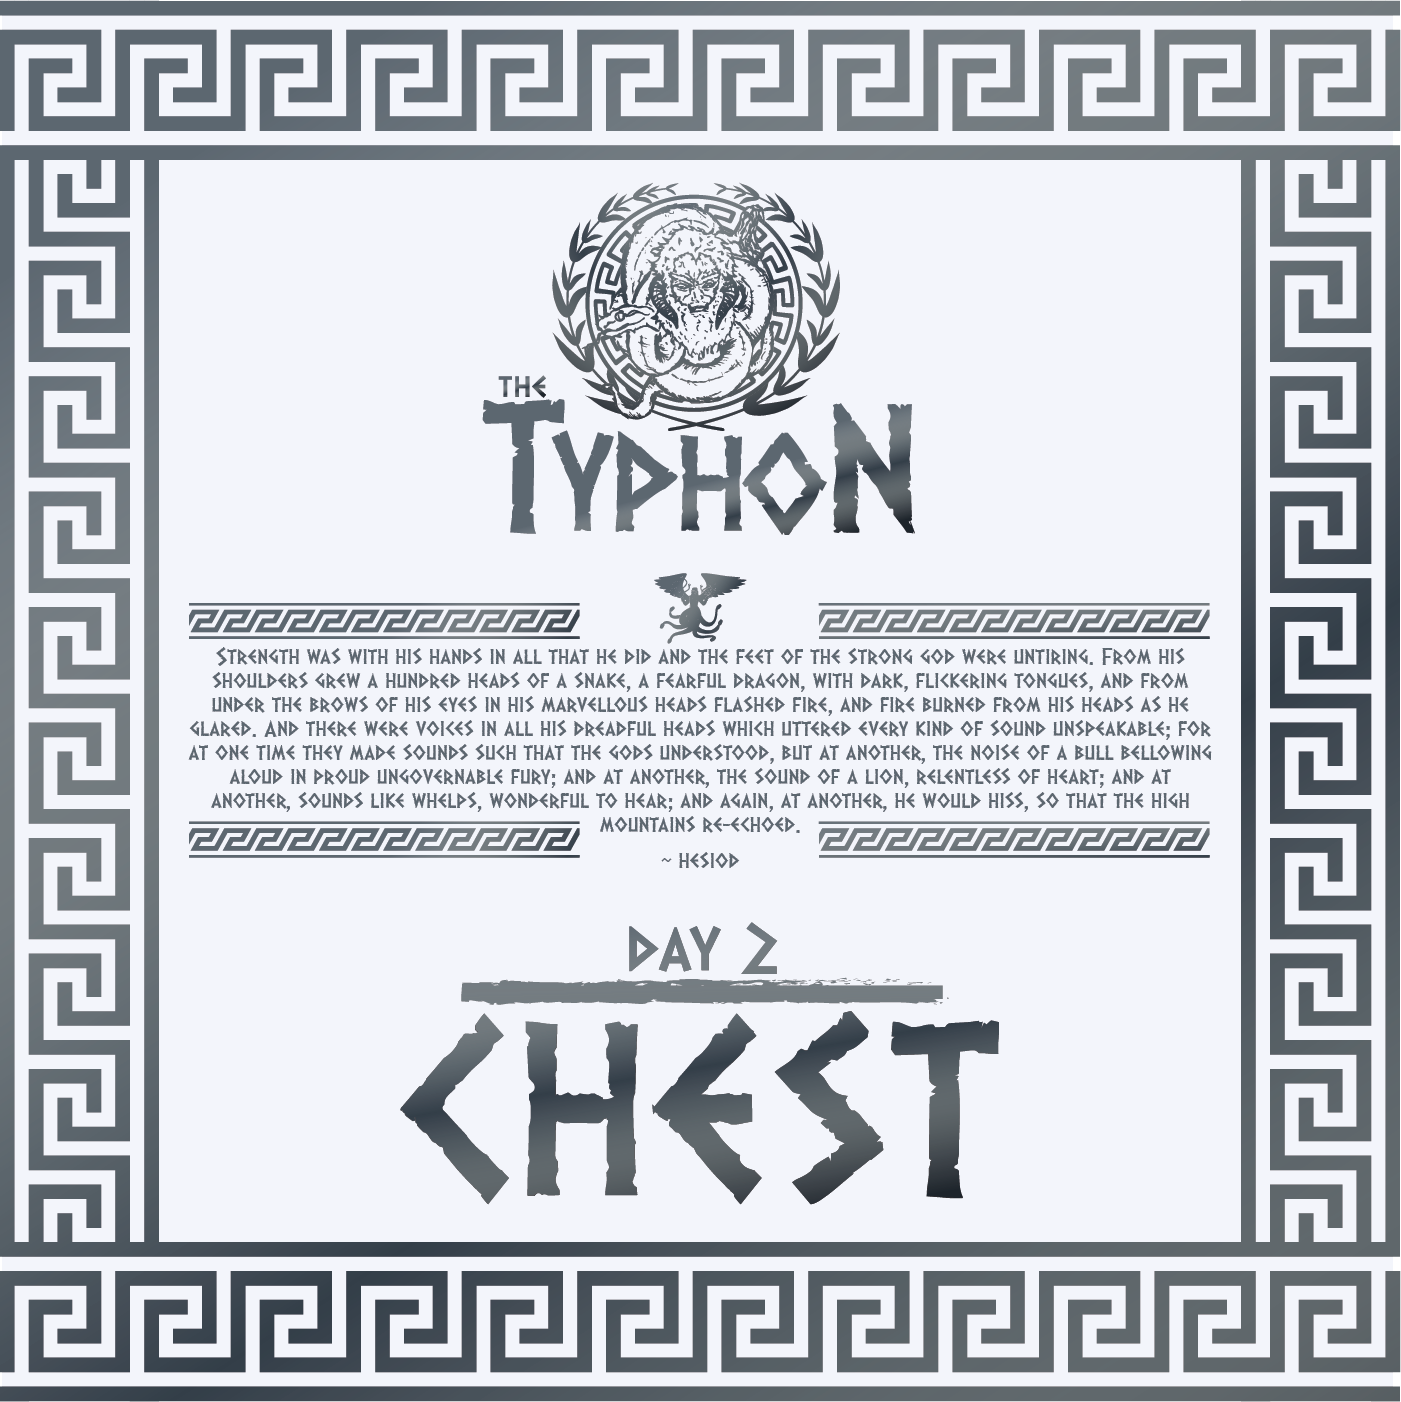 THE
TYPHON
STRENGTH WAS WITH HIS HANDS IN ALL THAT HE DID AND THE FEET OF THE STRONG GOD WERE UNTIRING. FROM HIS
SHOULDERS GREW A HUNDRED HEADS OF A SNAKE, A FEARFUL DRAGON, WITH DARK, FLICKERING TONGUES, AND FROM
UNDER THE BROWS OF HIS EYES IN HIS MARVELLOUS HEADS FLASHED FIRE, AND FIRE BURNED FROM HIS HEADS AS HE
GLARED. AND THERE WERE VOICES IN ALL HIS DREADFUL HEADS WHICH UTTERED EVERY KIND OF SOUND UNSPEAKABLE; FOR
AT ONE TIME THEY MADE SOUNDS SUCH THAT THE GODS UNDERSTOOD, BUT AT ANOTHER, THE NOISE OF A BULL BELLOWING
ALOUD IN PROUD UNGOVERNABLE FURY; AND AT ANOTHER, THE SOUND OF A LION, RELENTLESS OF HEART; AND AT
ANOTHER, SOUNDS LIKE WHELPS, WONDERFUL TO HEAR; AND AGAIN, AT ANOTHER, HE WOULD HISS, SO THAT THE HIGH
MOUNTAINS RE-ECHOED.
~ HESIOD
DAY 2
CHEST